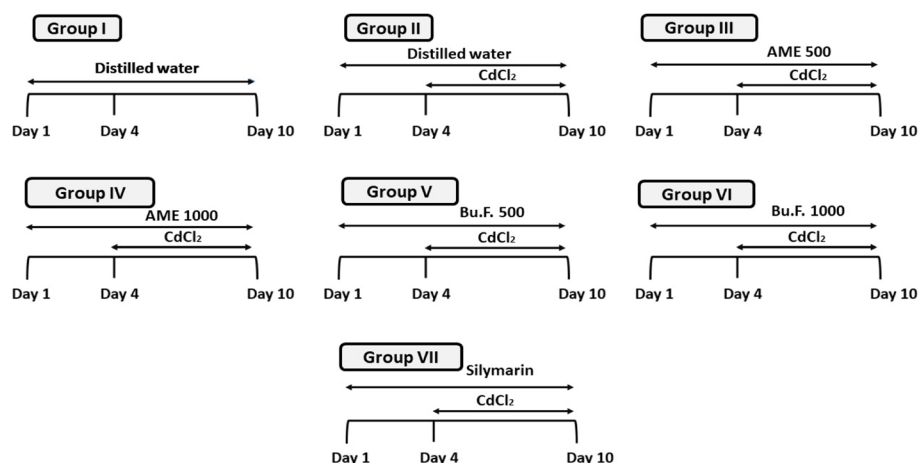 Group I
Distilled water
Day 1 Day 4 Day 10
Group II
Distilled water
CdCl₂
Day 1 Day 4 Day 10
Group III
AME 500
CdCl₂
Day 1 Day 4 Day 10
Group IV
AME 1000
CdCl₂
Day 1 Day 4 Day 10
Group V
Bu.F. 500
CdCl₂
Day 1 Day 4 Day 10
Group VI
Bu.F. 1000
CdCl₂
Day 1 Day 4 Day 10
Group VII
Silymarin
CdCl₂
Day 1 Day 4 Day 10